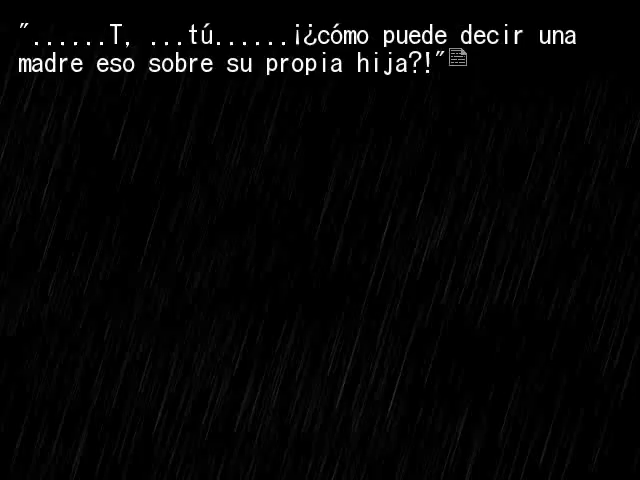 "......T, ...tú......¡¿cómo puede decir una
madre eso sobre su propia hija?!"